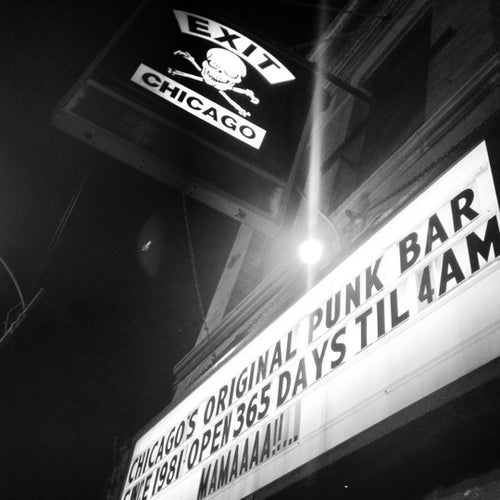 EXIT
CHICAGO
CHICAGO'S ORIGINAL PUNK BAR
1981 OPEN 365 DAYS TIL 4AM
MAMAAAA!!...